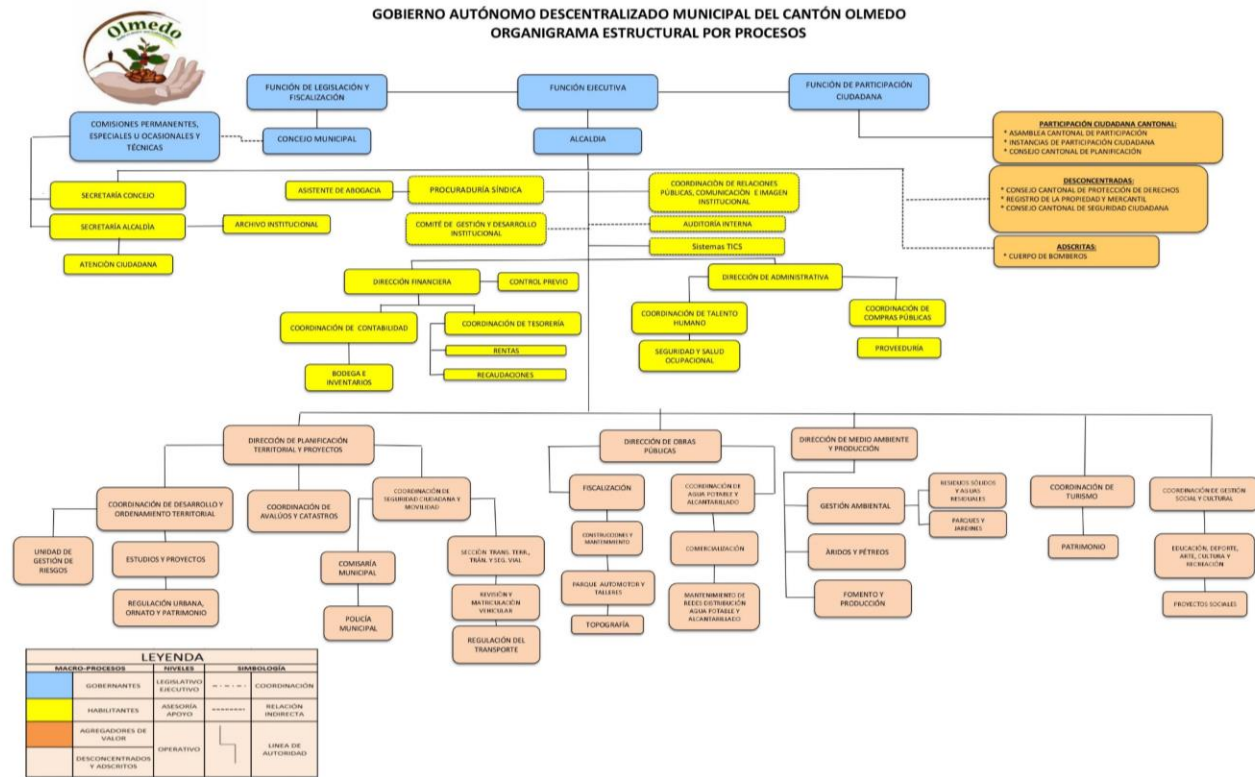 GOBIERNO AUTÓNOMO DESCENTRALIZADO MUNICIPAL DEL CANTÓN OLMEDO
ORGANIGRAMA ESTRUCTURAL POR PROCESOS
Olmedo
FUNCIÓN DE LEGISLACIÓN Y
FISCALIZACIÓN
FUNCIÓN EJECUTIVA
FUNCIÓN DE PARTICIPACIÓN
CIUDADANA
COMISIONES PERMANENTES,
ESPECIALES U OCASIONALES Y
TÉCNICAS
CONCEJO MUNICIPAL
ALCALDIA
PARTICIPACIÓN CIUDADANA CANTONAL:
* ASAMBLEA CANTONAL DE PARTICIPACIÓN
* INSTANCIAS DE PARTICIPACIÓN CIUDADANA
* CONSEJO CANTONAL DE PLANIFICACIÓN
DESCONCENTRADAS:
* CONSEJO CANTONAL DE PROTECCIÓN DE DERECHOS
* REGISTRO DE LA PROPIEDAD Y MERCANTIL
* CONSEJO CANTONAL DE SEGURIDAD CIUDADANA
ADSCRITAS:
* CUERPO DE BOMBEROS
SECRETARÍA CONCEJO
ASISTENTE DE ABOGACIA
PROCURADURÍA SÍNDICA
COORDINACIÓN DE RELACIONES
PÚBLICAS, COMUNICACIÓN E IMAGEN
INSTITUCIONAL
SECRETARÍA ALCALDÍA
ARCHIVO INSTITUCIONAL
COMITÉ DE GESTIÓN Y DESARROLLO
INSTITUCIONAL
AUDITORÍA INTERNA
Sistemas TICS
ATENCIÓN CIUDADANA
DIRECCIÓN FINANCIERA
CONTROL PREVIO
DIRECCIÓN DE ADMINISTRATIVA
COORDINACIÓN DE CONTABILIDAD
COORDINACIÓN DE TESORERÍA
COORDINACIÓN DE TALENTO
HUMANO
COORDINACIÓN DE
COMPRAS PÚBLICAS
RENTAS
RECAUDACIONES
BODEGA E
INVENTARIOS
SEGURIDAD Y SALUD
OCUPACIONAL
PROVEEDURÍA
DIRECCIÓN DE PLANIFICACIÓN
TERRITORIAL Y PROYECTOS
DIRECCIÓN DE OBRAS
PÚBLICAS
DIRECCIÓN DE MEDIO AMBIENTE
Y PRODUCCIÓN
COORDINACIÓN DE DESARROLLO Y
ORDENAMIENTO TERRITORIAL
COORDINACIÓN DE
AVALÚOS Y CATASTROS
COORDINACIÓN DE
SEGURIDAD CIUDADANA Y
MOVILIDAD
FISCALIZACIÓN
COORDINACIÓN DE
AGUA POTABLE Y
ALCANTARILLADO
GESTIÓN AMBIENTAL
RESIDUOS SÓLIDOS
Y AGUAS
RESIDUALES
PARQUES Y
JARDINES
COORDINACIÓN DE
TURISMO
COORDINACIÓN DE GESTIÓN
SOCIAL Y CULTURAL
UNIDAD DE
GESTIÓN DE
RIESGOS
ESTUDIOS Y PROYECTOS
REGULACIÓN URBANA,
ORNATO Y PATRIMONIO
COMISARÍA
MUNICIPAL
POLICÍA
MUNICIPAL
SECCIÓN TRANS. TERR.,
TRÁN. Y SEG. VIAL
REVISIÓN Y
MATRICULACIÓN
VEHICULAR
REGULACIÓN DEL
TRANSPORTE
CONSTRUCCIONES Y
MANTENIMIENTO
PARQUE AUTOMOTOR Y
TALLERES
TOPOGRAFÍA
COMERCIALIZACIÓN
MANTENIMIENTO DE
REDES DISTRIBUCIÓN
AGUA POTABLE Y
ALCANTARILLADO
ÁRIDOS Y PÉTREOS
FOMENTO Y
PRODUCCIÓN
PATRIMONIO
EDUCACIÓN, DEPORTE,
ARTE, CULTURA Y
RECREACIÓN
PROYECTOS SOCIALES
LEYENDA
MACRO-PROCESOS NIVELES SIMBOLOGÍA
GOBERNANTES LEGISLATIVO EJECUTIVO COORDINACIÓN
HABILITANTES ASESORÍA APOYO RELACIÓN INDIRECTA
AGREGADORES DE VALOR OPERATIVO LINEA DE AUTORIDAD
DESCONCENTRADOS Y ADSCRITOS